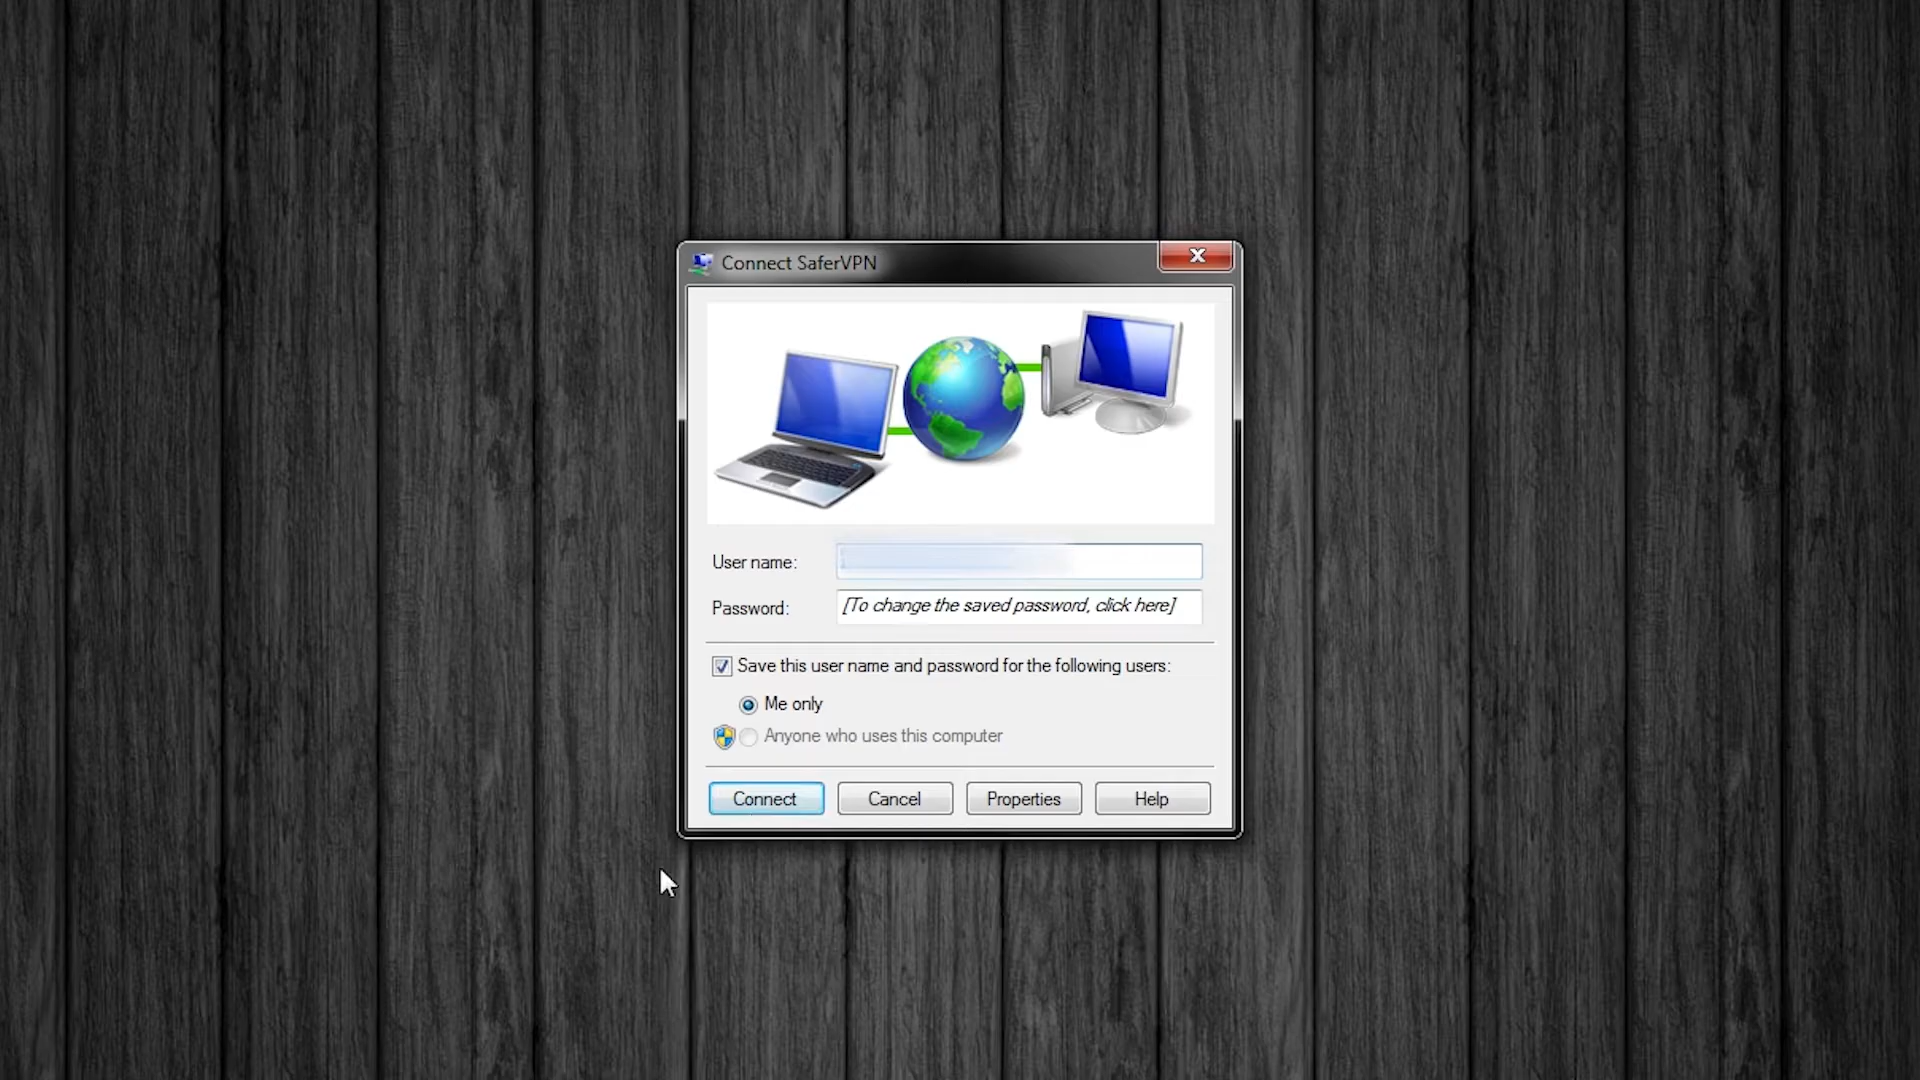 Connect SaferVPN
User name:
Password: [To change the saved password, click here]
Save this user name and password for the following users:
Me only
Anyone who uses this computer
Connect Cancel Properties Help